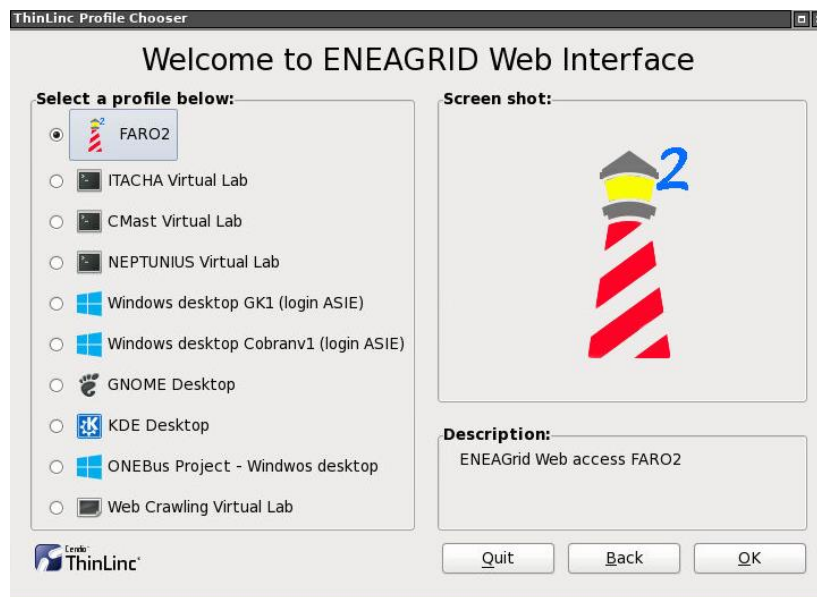 ThinLinc Profile Chooser
Welcome to ENEAGRID Web Interface
Select a profile below:
FARO2
ITACHA Virtual Lab
CMast Virtual Lab
NEPTUNIUS Virtual Lab
Windows desktop GK1 (login ASIE)
Windows desktop Cobranv1 (login ASIE)
GNOME Desktop
KDE Desktop
ONEBus Project - Windwos desktop
Web Crawling Virtual Lab
Screen shot:
2
Description:
ENEAGrid Web access FARO2
Cendio
ThinLinc
Quit
Back
OK